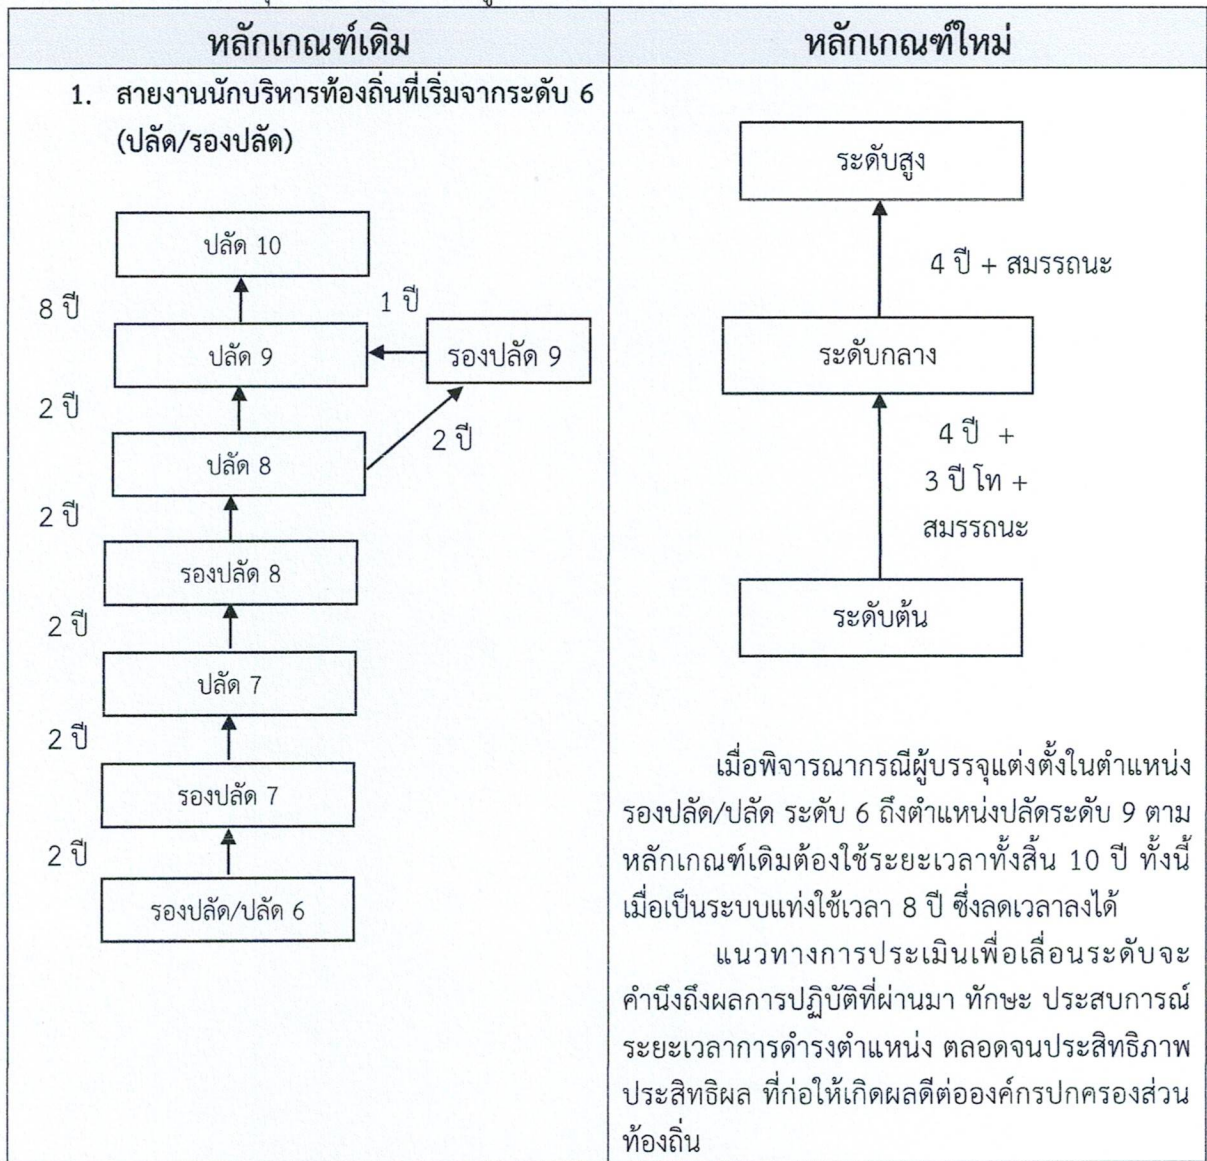 หลักเกณฑ์เดิม
หลักเกณฑ์ใหม่
1. สายงานนักบริหารท้องถิ่นที่เริ่มจากระดับ 6
(ปลัด/รองปลัด)
ปลัด 10
8 ปี
1 ปี
ปลัด 9
รองปลัด 9
2 ปี
2 ปี
ปลัด 8
2 ปี
รองปลัด 8
2 ปี
ปลัด 7
2 ปี
รองปลัด 7
2 ปี
รองปลัด/ปลัด 6
ระดับสูง
4 ปี + สมรรถนะ
ระดับกลาง
4 ปี +
3 ปี โท +
สมรรถนะ
ระดับต้น
เมื่อพิจารณากรณีผู้บรรจุแต่งตั้งในตำแหน่ง
รองปลัด/ปลัด ระดับ 6 ถึงตำแหน่งปลัดระดับ 9 ตาม
หลักเกณฑ์เดิมต้องใช้ระยะเวลาทั้งสิ้น 10 ปี ทั้งนี้
เมื่อเป็นระบบแท่งใช้เวลา 8 ปี ซึ่งลดเวลาลงได้
แนวทางการประเมินเพื่อเลื่อนระดับจะ
คำนึงถึงผลการปฏิบัติที่ผ่านมา ทักษะ ประสบการณ์
ระยะเวลาการดำรงตำแหน่ง ตลอดจนประสิทธิภาพ
ประสิทธิผล ที่ก่อให้เกิดผลดีต่อองค์กรปกครองส่วน
ท้องถิ่น